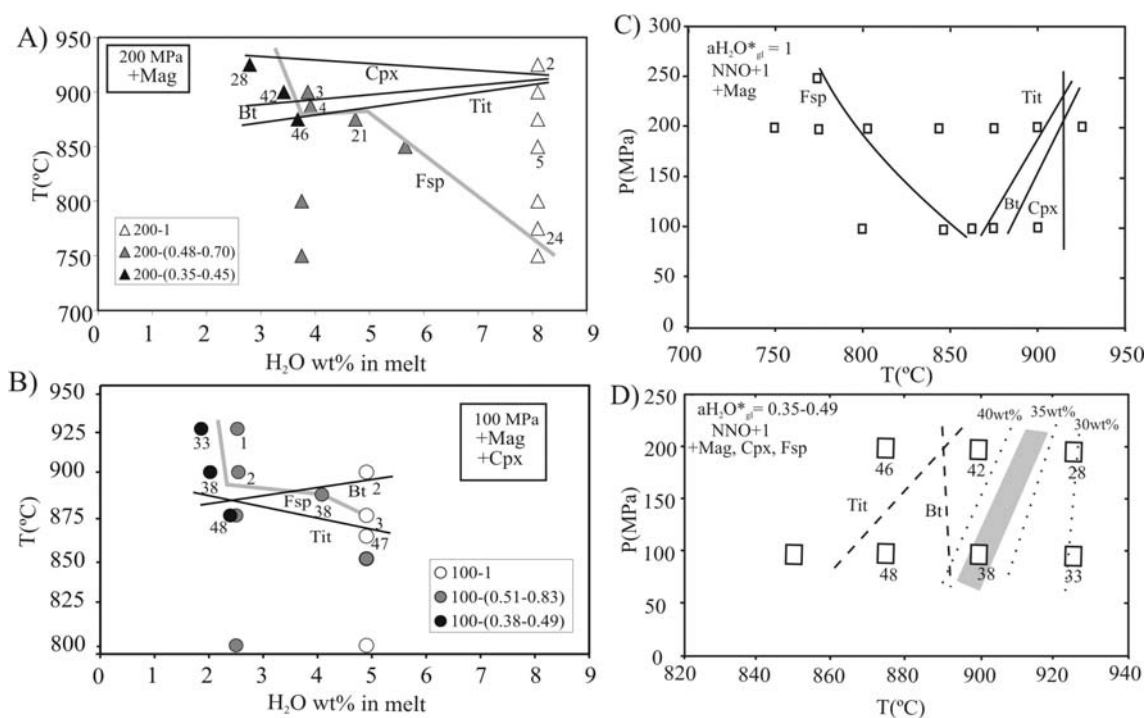 A)
950
900
850
800
750
700
T(ºC)
200 MPa
+Mag
28
42
46
Bt
3
4
21
Cpx
Tit
Fsp
2
5
24
200-1
200-(0.48-0.70)
200-(0.35-0.45)
0 1 2 3 4 5 6 7 8 9
H₂O wt% in melt
B)
950
925
900
875
850
825
800
T(ºC)
100 MPa
+Mag
+Cpx
33
1
38
2
48
Fsp
38
Bt
2
3
Tit
47
100-1
100-(0.51-0.83)
100-(0.38-0.49)
0 1 2 3 4 5 6 7 8 9
H₂O wt% in melt
C)
300
250
200
150
100
50
0
P(MPa)
aH2O*gl = 1
NNO+1
+Mag
Fsp
Tit
Bt
Cpx
700 750 800 850 900 950
T(ºC)
D)
200
150
100
50
0
P(MPa)
aH2O*gl = 0.35-0.49
NNO+1
+Mag, Cpx, Fsp
40wt%
35wt%
30wt%
46
42
28
Tit
Bt
48
38
33
820 840 860 880 900 920 940
T(ºC)